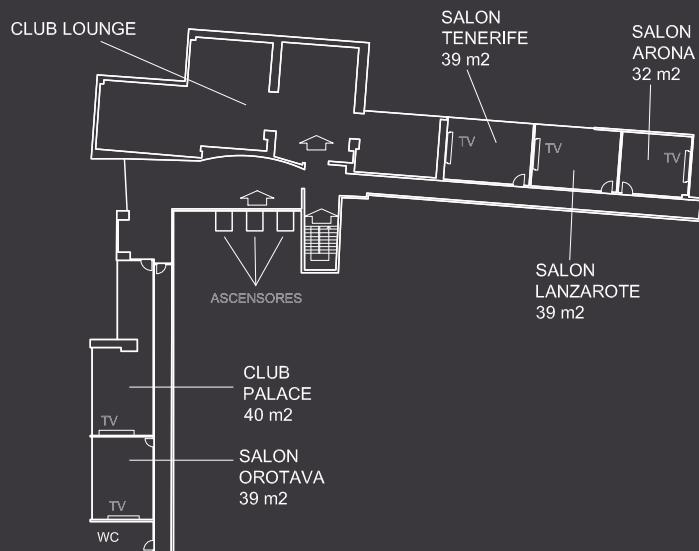 CLUB LOUNGE
SALON
TENERIFE
39 m2
SALON
ARONA
32 m2
TV
TV
TV
SALON
LANZAROTE
39 m2
ASCENSORES
CLUB
PALACE
40 m2
TV
SALON
OROTAVA
39 m2
TV
WC